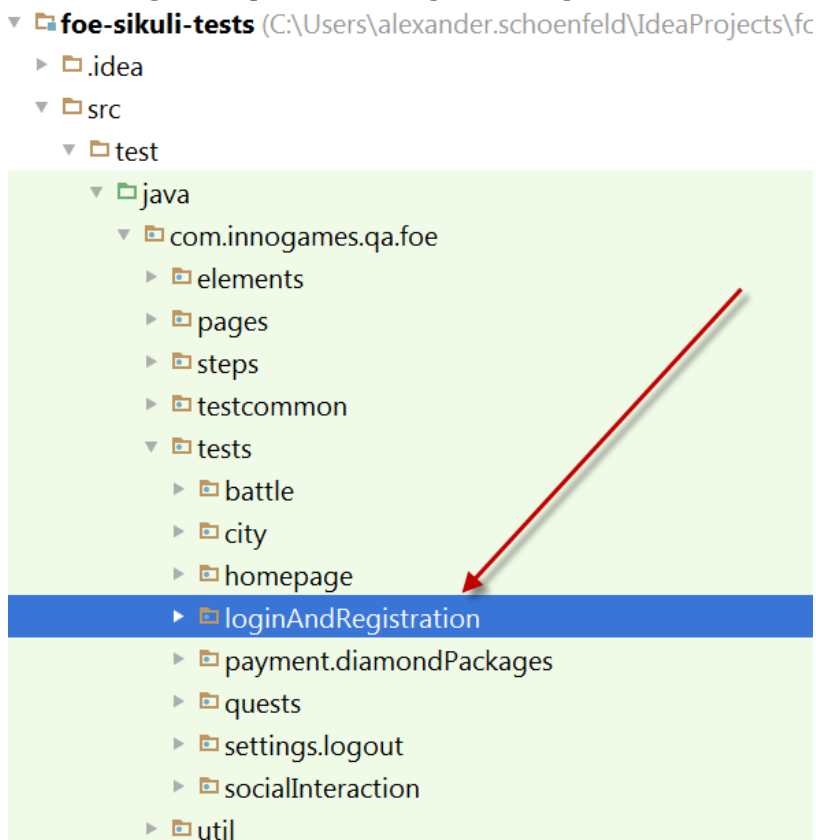 foe-sikuli-tests (C:\Users\alexander.schoenfeld\IdeaProjects\fo
.idea
src
test
java
com.innogames.qa.foe
elements
pages
steps
testcommon
tests
battle
city
homepage
loginAndRegistration
payment.diamondPackages
quests
settings.logout
socialInteraction
util